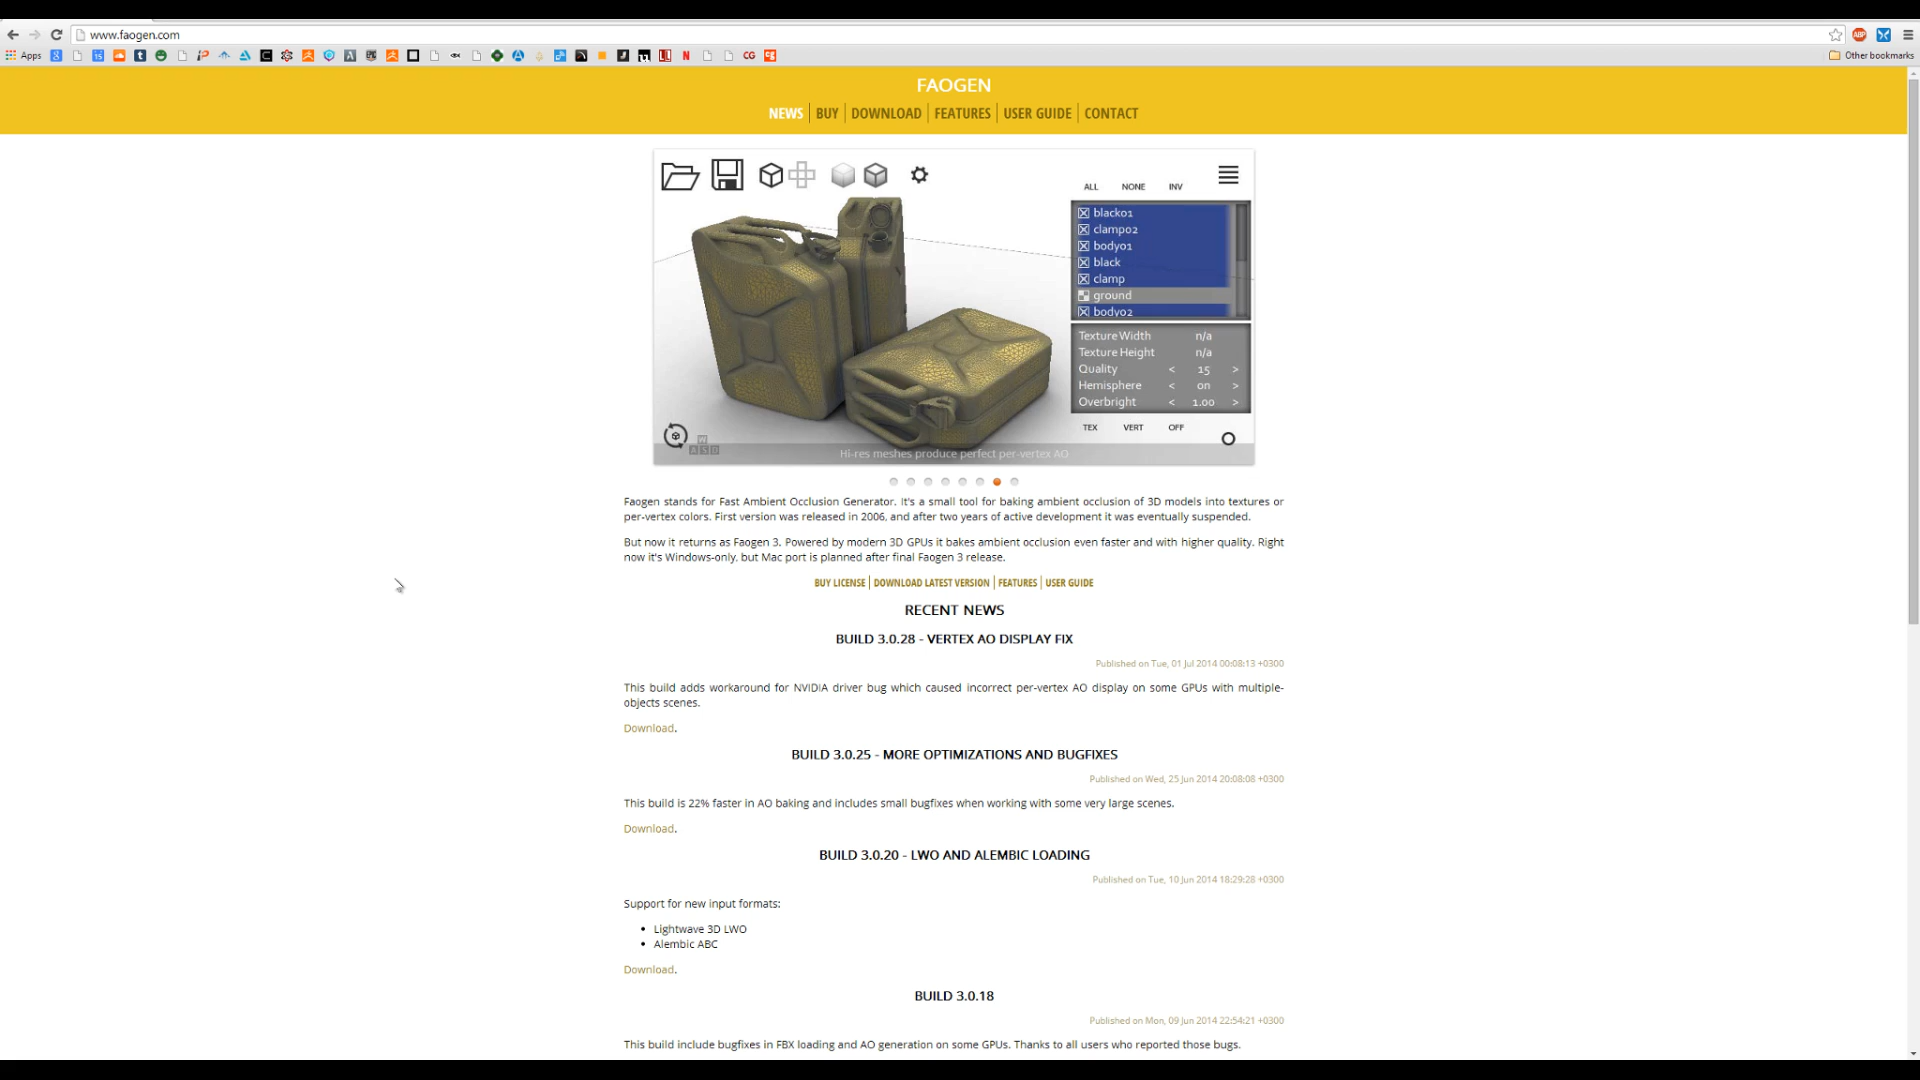 www.faogen.com
Apps
Other bookmarks
FAOGEN
NEWS
BUY
DOWNLOAD
FEATURES
USER GUIDE
CONTACT
ALL NONE INV
black01
clamp02
body01
black
clamp
ground
body02
Texture Width n/a
Texture Height n/a
Quality < 15 >
Hemisphere < on >
Overbright < 1.00 >
TEX VERT OFF
W
A S D
Hi-res meshes produce perfect per-vertex AO
Faogen stands for Fast Ambient Occlusion Generator. It's a small tool for baking ambient occlusion of 3D models into textures or
per-vertex colors. First version was released in 2006, and after two years of active development it was eventually suspended.
But now it returns as Faogen 3. Powered by modern 3D GPUs it bakes ambient occlusion even faster and with higher quality. Right
now it's Windows-only, but Mac port is planned after final Faogen 3 release.
BUY LICENSE
DOWNLOAD LATEST VERSION
FEATURES
USER GUIDE
RECENT NEWS
BUILD 3.0.28 - VERTEX AO DISPLAY FIX
Published on Tue, 01 Jul 2014 00:08:13 +0300
This build adds workaround for NVIDIA driver bug which caused incorrect per-vertex AO display on some GPUs with multiple-
objects scenes.
Download.
BUILD 3.0.25 - MORE OPTIMIZATIONS AND BUGFIXES
Published on Wed, 25 Jun 2014 20:08:08 +0300
This build is 22% faster in AO baking and includes small bugfixes when working with some very large scenes.
Download.
BUILD 3.0.20 - LWO AND ALEMBIC LOADING
Published on Tue, 10 Jun 2014 18:29:28 +0300
Support for new input formats:
• Lightwave 3D LWO
• Alembic ABC
Download.
BUILD 3.0.18
Published on Mon, 09 Jun 2014 22:54:21 +0300
This build include bugfixes in FBX loading and AO generation on some GPUs. Thanks to all users who reported those bugs.